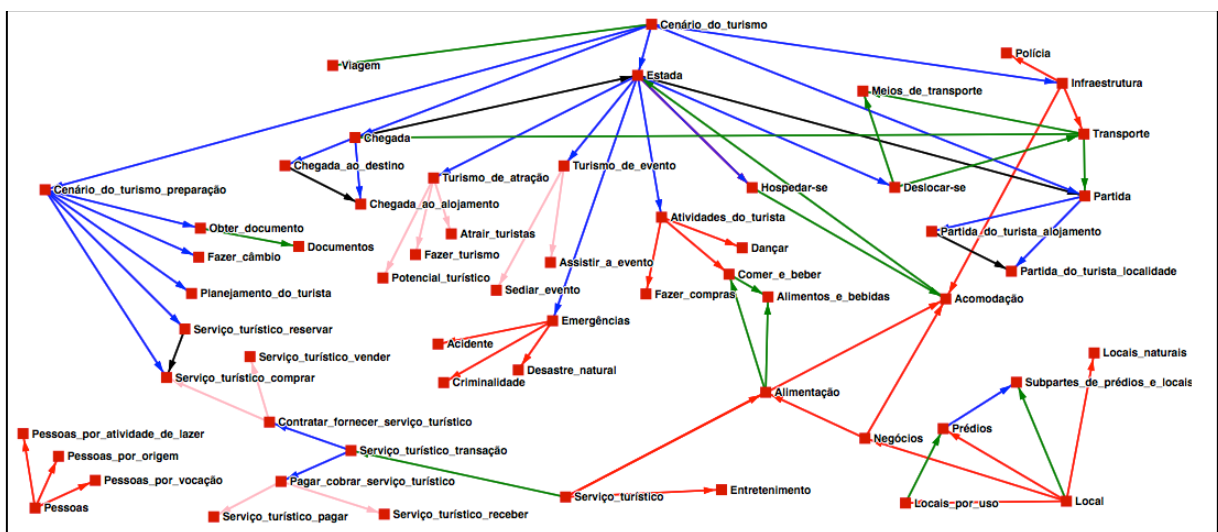 Cenário_do_turismo
Polícia
Viagem
Estada
Infraestrutura
Meios_de_transporte
Chegada
Transporte
Chegada_ao_destino
Turismo_de_evento
Turismo_de_atração
Cenário_do_turismo_preparação
Hospedar-se
Deslocar-se
Partida
Chegada_ao_alojamento
Atividades_do_turista
Obter_documento
Atrair_turistas
Partida_do_turista_alojamento
Documentos
Dançar
Fazer_câmbio
Fazer_turismo
Assistir_a_evento
Partida_do_turista_localidade
Potencial_turístico
Comer_e_beber
Planejamento_do_turista
Sediar_evento
Fazer_compras
Alimentos_e_bebidas
Acomodação
Emergências
Serviço_turístico_reservar
Acidente
Serviço_turístico_vender
Locais_naturais
Desastre_natural
Serviço_turístico_comprar
Criminalidade
Subpartes_de_prédios_e_locais
Alimentação
Contratar_fornecer_serviço_turístico
Prédios
Pessoas_por_atividade_de_lazer
Negócios
Serviço_turístico_transação
Pessoas_por_origem
Pessoas_por_vocação
Pagar_cobrar_serviço_turístico
Entretenimento
Serviço_turístico
Locais_por_uso
Local
Pessoas
Serviço_turístico_receber
Serviço_turístico_pagar